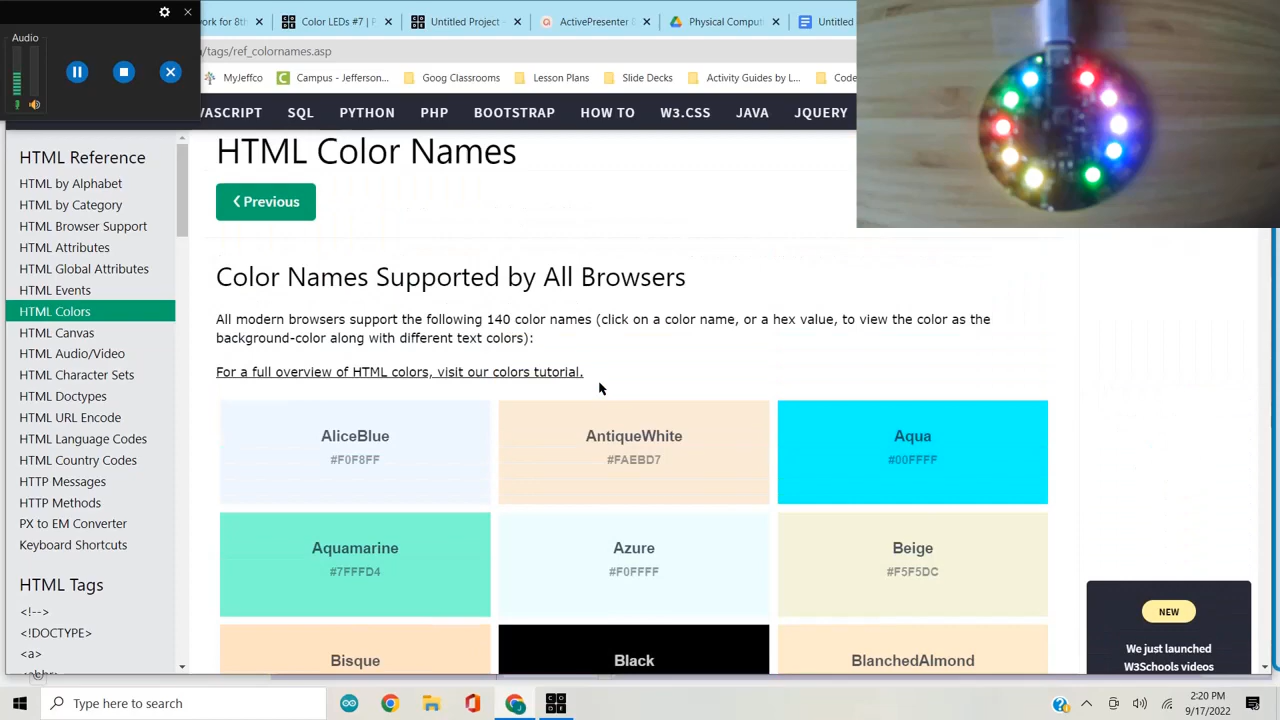 Audio
work for 8th
Color LEDs #7 | R
Untitled Project -
ActivePresenter 8
Physical Comput
Untitled
/tags/ref_colornames.asp
MyJeffco
Campus - Jefferson...
Goog Classrooms
Lesson Plans
Slide Decks
Activity Guides by L...
Code
VASCRIPT
SQL
PYTHON
PHP
BOOTSTRAP
HOW TO
W3.CSS
JAVA
JQUERY
HTML Reference
HTML by Alphabet
HTML by Category
HTML Browser Support
HTML Attributes
HTML Global Attributes
HTML Events
HTML Colors
HTML Canvas
HTML Audio/Video
HTML Character Sets
HTML Doctypes
HTML URL Encode
HTML Language Codes
HTML Country Codes
HTTP Messages
HTTP Methods
PX to EM Converter
Keyboard Shortcuts
HTML Tags
<!-->
<!DOCTYPE>
<a>
HTML Color Names
❮ Previous
Color Names Supported by All Browsers
All modern browsers support the following 140 color names (click on a color name, or a hex value, to view the color as the
background-color along with different text colors):
For a full overview of HTML colors, visit our colors tutorial.
AliceBlue
#F0F8FF
AntiqueWhite
#FAEBD7
Aqua
#00FFFF
Aquamarine
#7FFFD4
Azure
#F0FFFF
Beige
#F5F5DC
Bisque
Black
BlanchedAlmond
NEW
We just launched
W3Schools videos
Type here to search
2:20 PM
9/17/2022